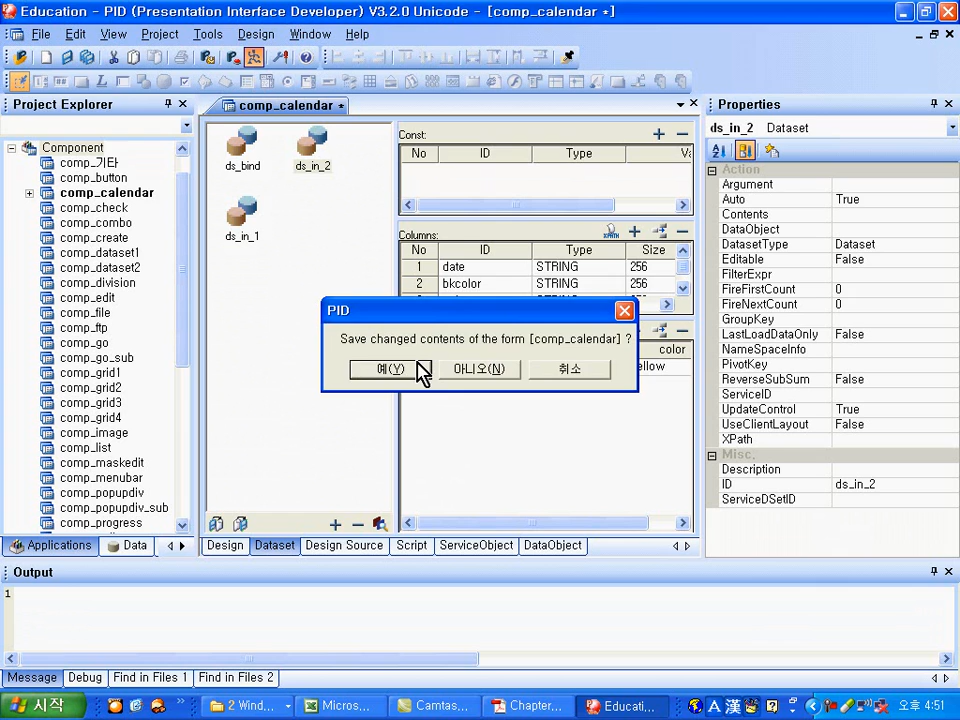 Education - PID (Presentation Interface Developer) V3.2.0 Unicode - [comp_calendar *]
File Edit View Project Tools Design Window Help
Project Explorer
Component
comp_기타
comp_button
comp_calendar
comp_check
comp_combo
comp_create
comp_dataset1
comp_dataset2
comp_division
comp_edit
comp_file
comp_ftp
comp_go
comp_go_sub
comp_grid1
comp_grid2
comp_grid3
comp_grid4
comp_image
comp_list
comp_maskedit
comp_menubar
comp_popupdiv
comp_popupdiv_sub
comp_progress
Applications Data
comp_calendar *
ds_bind ds_in_2
ds_in_1
Const:
No ID Type
Columns:
No ID Type Size
1 date STRING 256
2 bkcolor STRING 256
color
PID
Save changed contents of the form [comp_calendar] ?
예(Y) 아니오(N) 취소
Design Dataset Design Source Script ServiceObject DataObject
Properties
ds_in_2 Dataset
Action
Argument
Auto True
Contents
DataObject
DatasetType Dataset
Editable False
FilterExpr
FireFirstCount 0
FireNextCount 0
GroupKey
LastLoadDataOnly False
NameSpaceInfo
PivotKey
ReverseSubSum False
ServiceID
UpdateControl True
UseClientLayout False
XPath
Misc.
Description
ID ds_in_2
ServiceDSetID
Output
1
Message Debug Find in Files 1 Find in Files 2
시작 2 Wind... Micros... Camtas... Chapter... Educati... A 漢 오후 4:51